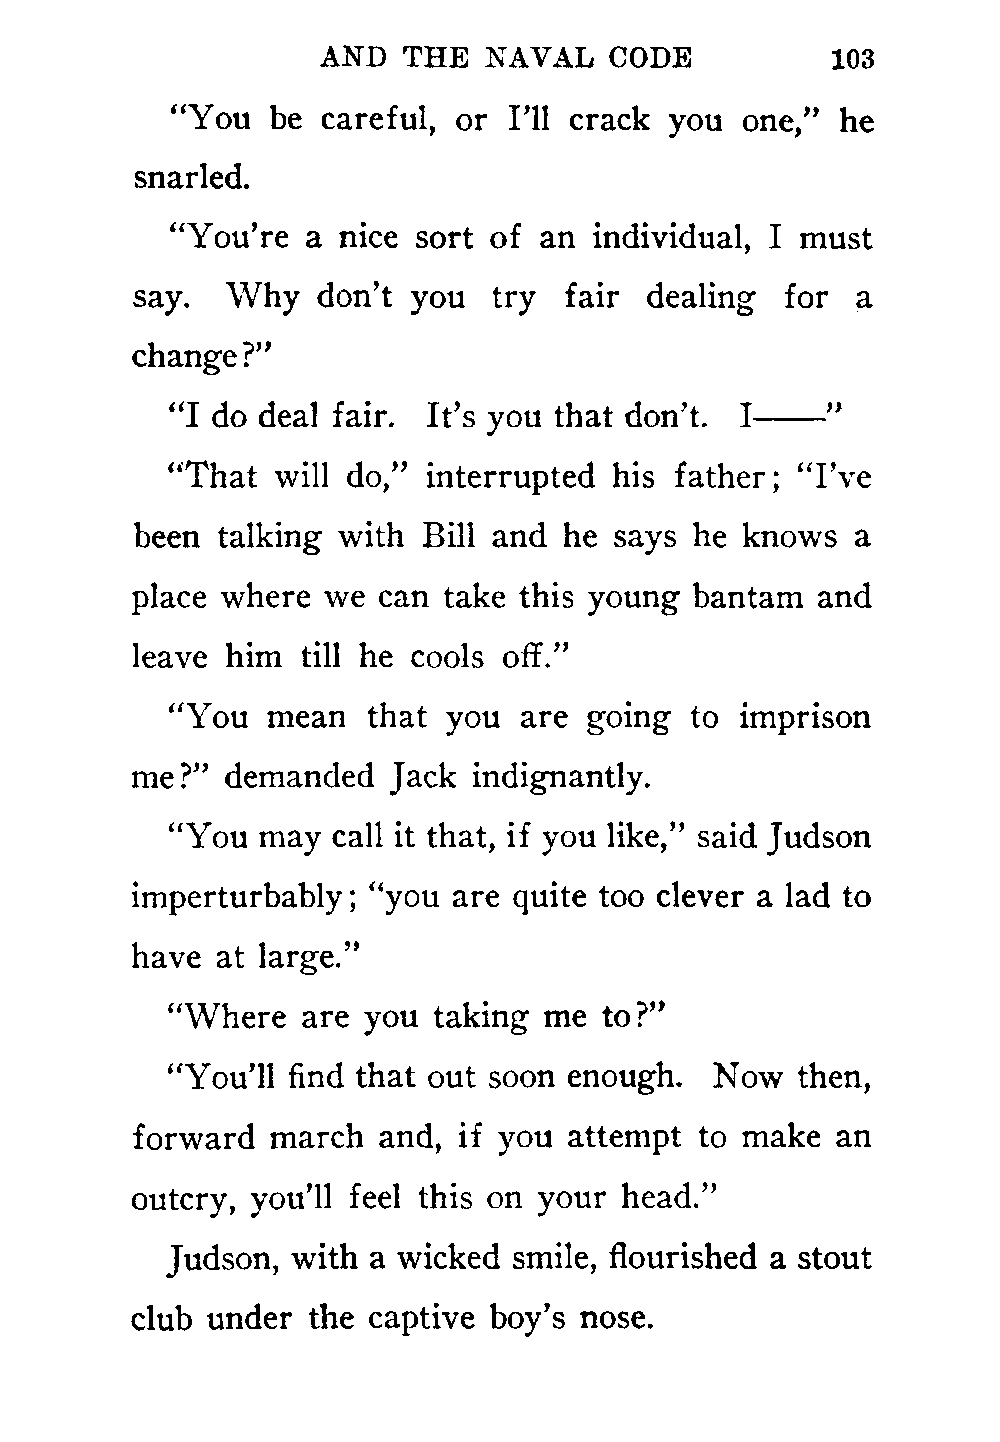 AND THE NAVAL CODE 103
“You be careful, or I’ll crack you one,” he
snarled.
“You’re a nice sort of an individual, I must
say. Why don’t you try fair dealing for a
change?”
“I do deal fair. It’s you that don’t. I——”
“That will do,” interrupted his father; “I’ve
been talking with Bill and he says he knows a
place where we can take this young bantam and
leave him till he cools off.”
“You mean that you are going to imprison
me?” demanded Jack indignantly.
“You may call it that, if you like,” said Judson
imperturbably; “you are quite too clever a lad to
have at large.”
“Where are you taking me to?”
“You’ll find that out soon enough. Now then,
forward march and, if you attempt to make an
outcry, you’ll feel this on your head.”
Judson, with a wicked smile, flourished a stout
club under the captive boy’s nose.